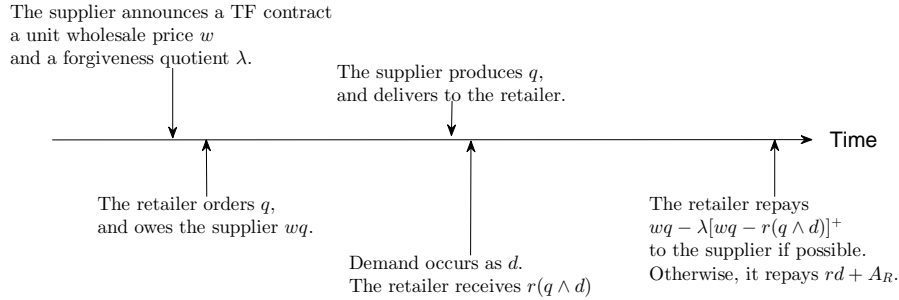 The supplier announces a TF contract
a unit wholesale price w
and a forgiveness quotient λ.
The supplier produces q,
and delivers to the retailer.
Time
The retailer orders q,
and owes the supplier wq.
Demand occurs as d.
The retailer receives r(q ∧ d)
The retailer repays
wq − λ[wq − r(q ∧ d)]⁺
to the supplier if possible.
Otherwise, it repays rd + A_R.